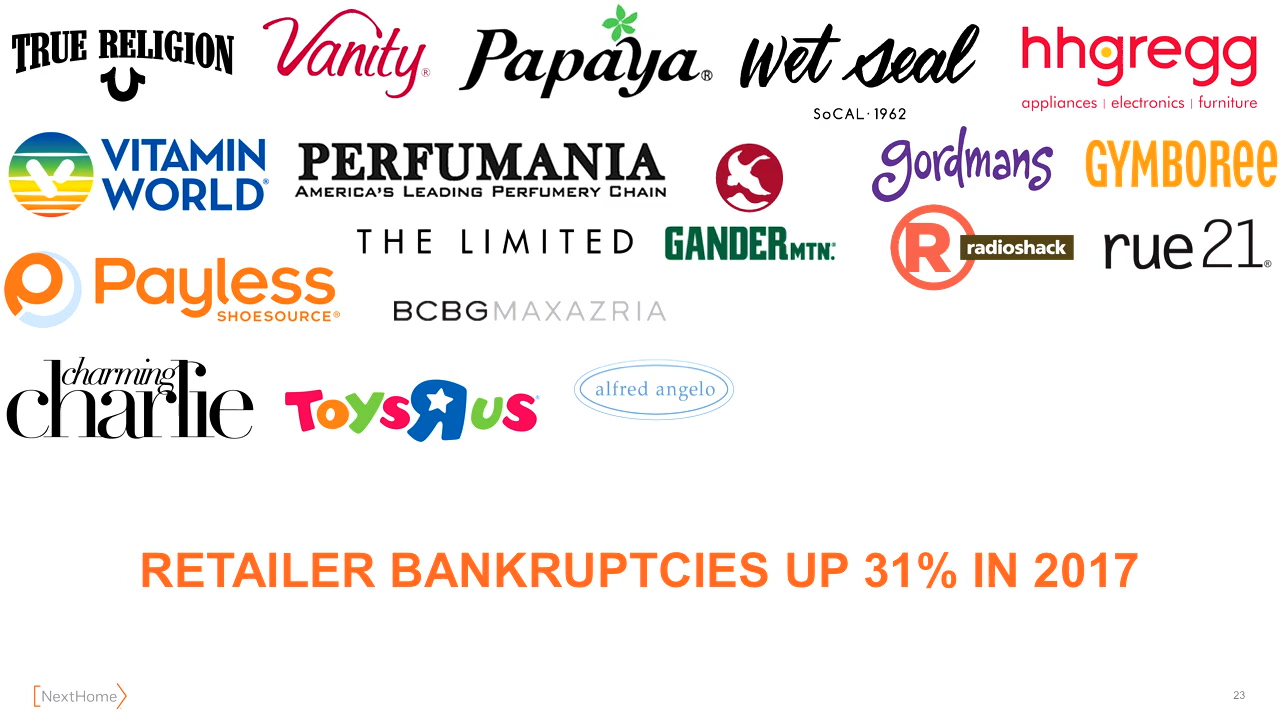 TRUE RELIGION
Vanity®
Papaya®
wet seal
SoCAL·1962
hhgregg
appliances | electronics | furniture
VITAMIN
WORLD®
PERFUMANIA
AMERICA'S LEADING PERFUMERY CHAIN
gordmans
GYMBOREE
THE LIMITED
GANDER MTN.
R radioshack
rue21®
Payless
SHOESOURCE®
BCBGMAXAZRIA
charming
charlie
TOYS R US
alfred angelo
RETAILER BANKRUPTCIES UP 31% IN 2017
[NextHome>
23